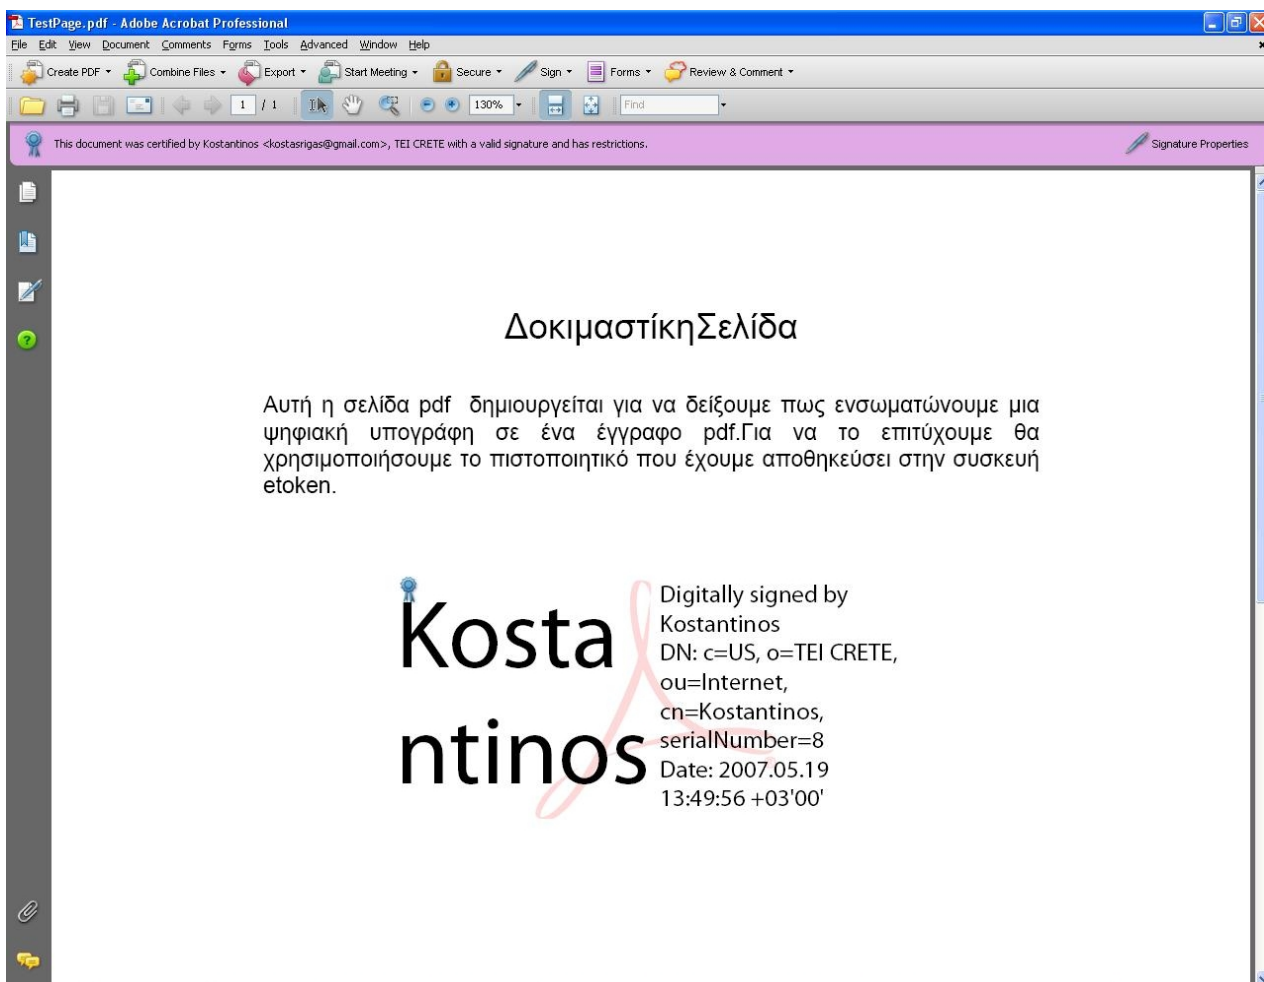 TestPage.pdf - Adobe Acrobat Professional
File Edit View Document Comments Forms Tools Advanced Window Help
Create PDF Combine Files Export Start Meeting Secure Sign Forms Review & Comment
1 / 1 130% Find
This document was certified by Kostantinos <kostasrigas@gmail.com>, TEI CRETE with a valid signature and has restrictions. Signature Properties
ΔοκιμαστίκηΣελίδα
Αυτή η σελίδα pdf δημιουργείται για να δείξουμε πως ενσωματώνουμε μια
ψηφιακή υπογράφη σε ένα έγγραφο pdf.Για να το επιτύχουμε θα
χρησιμοποιήσουμε το πιστοποιητικό που έχουμε αποθηκεύσει στην συσκευή
etoken.
Kosta
ntinos
Digitally signed by
Kostantinos
DN: c=US, o=TEI CRETE,
ou=Internet,
cn=Kostantinos,
serialNumber=8
Date: 2007.05.19
13:49:56 +03'00'